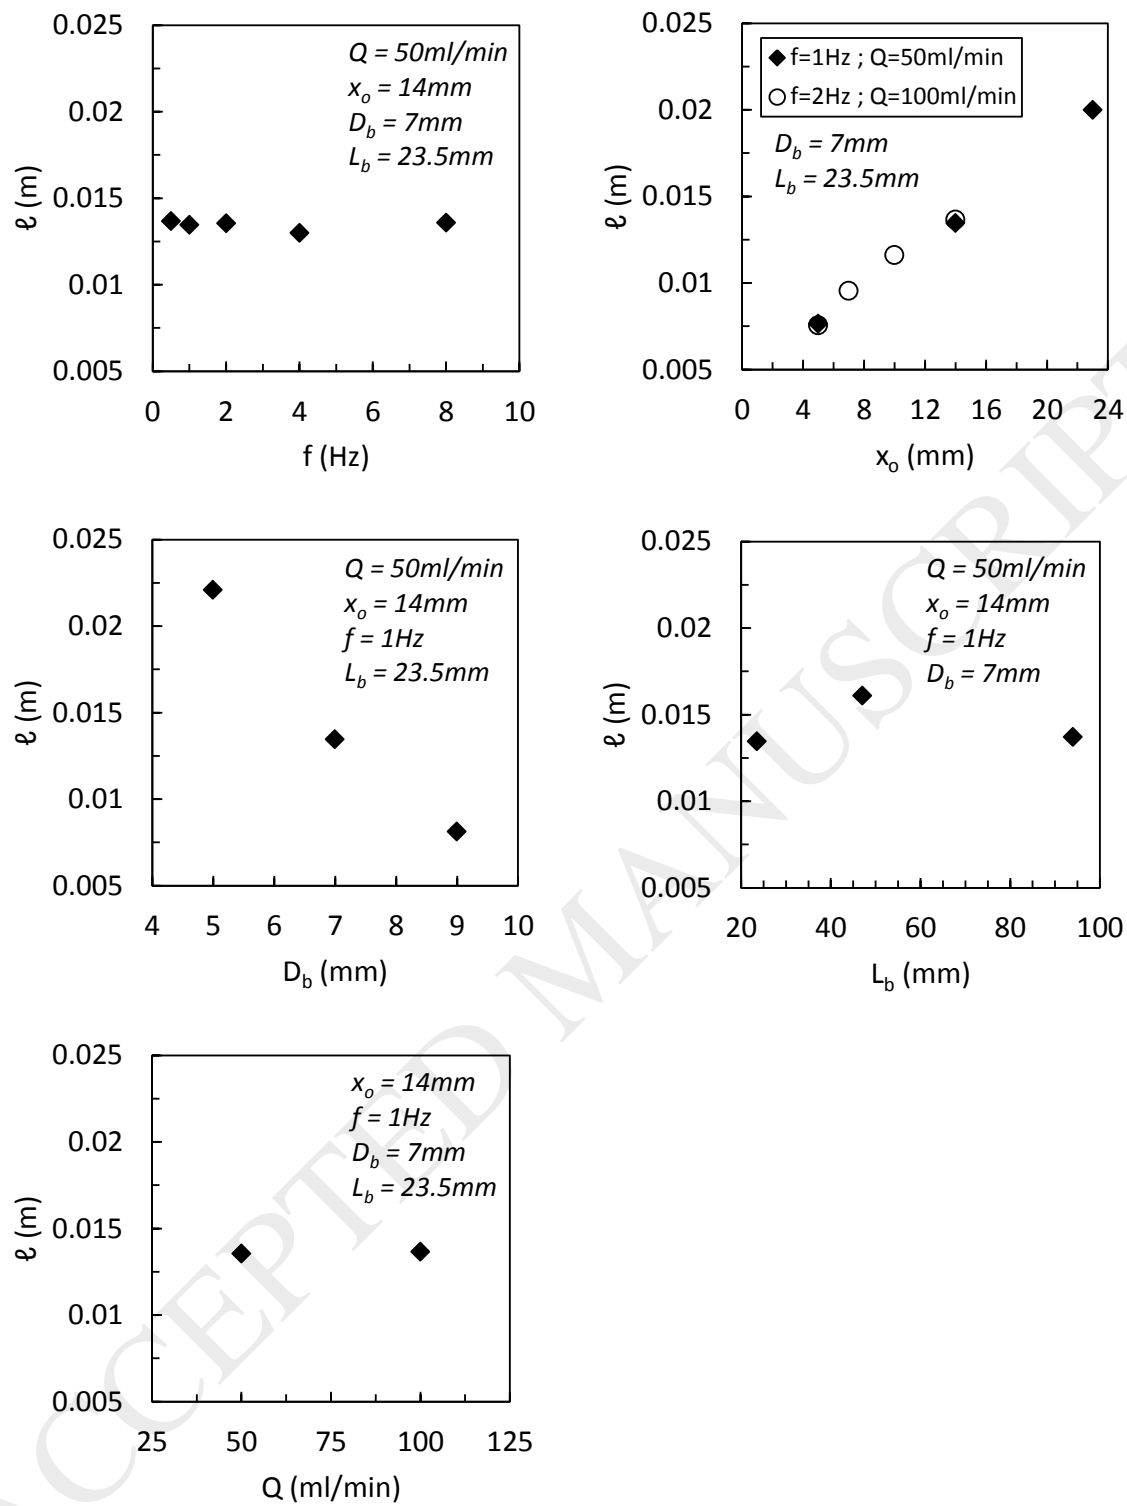 0.025
0.02
0.015
0.01
0.005
ℓ (m)
Q = 50ml/min
xₒ = 14mm
D_b = 7mm
L_b = 23.5mm
0 2 4 6 8 10
f (Hz)
0.025
0.02
0.015
0.01
0.005
ℓ (m)
f=1Hz ; Q=50ml/min
f=2Hz ; Q=100ml/min
D_b = 7mm
L_b = 23.5mm
0 4 8 12 16 20 24
xₒ (mm)
0.025
0.02
0.015
0.01
0.005
ℓ (m)
Q = 50ml/min
xₒ = 14mm
f = 1Hz
L_b = 23.5mm
4 5 6 7 8 9 10
D_b (mm)
0.025
0.02
0.015
0.01
0.005
ℓ (m)
Q = 50ml/min
xₒ = 14mm
f = 1Hz
D_b = 7mm
20 40 60 80 100
L_b (mm)
0.025
0.02
0.015
0.01
0.005
ℓ (m)
xₒ = 14mm
f = 1Hz
D_b = 7mm
L_b = 23.5mm
25 50 75 100 125
Q (ml/min)
ACCEPTED MANUSCRIPT